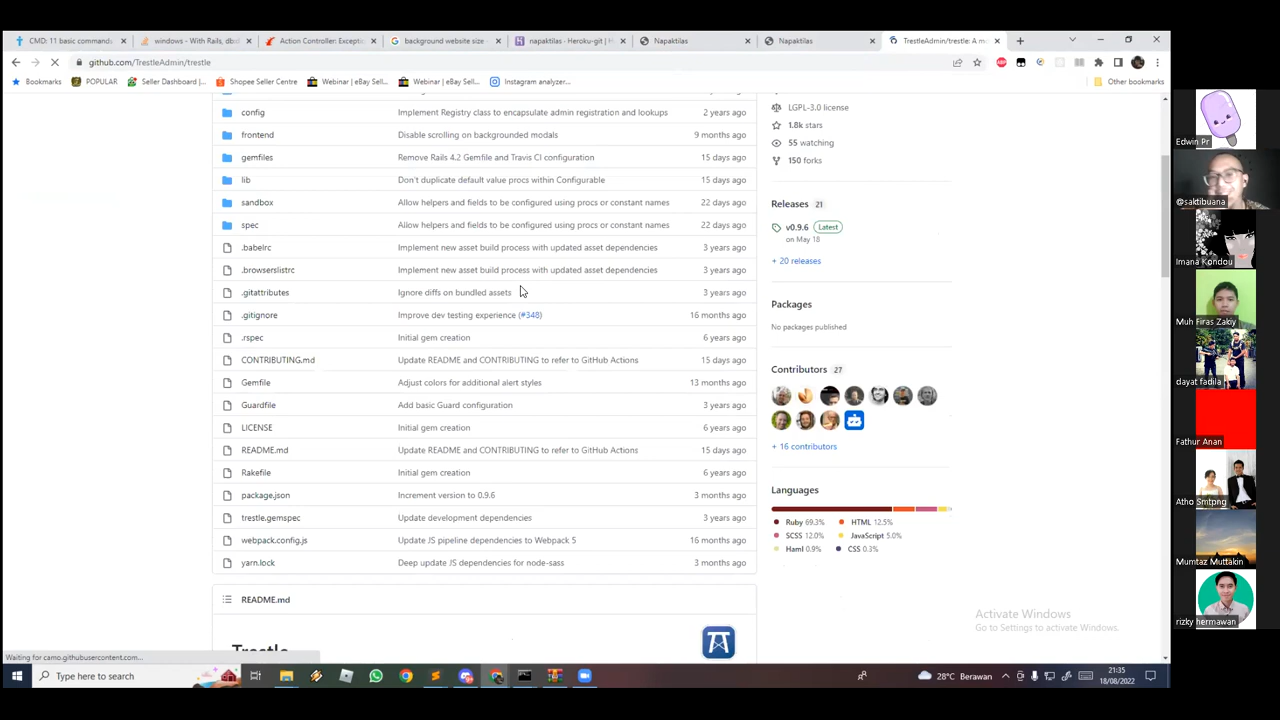 CMD: 11 basic command
windows - With Rails, dbs
Action Controller: Except
background website size
napaktilas - Heroku-git | H
Napaktilas
Napaktilas
TrestleAdmin/trestle: A m
github.com/TrestleAdmin/trestle
Bookmarks
POPULAR
Seller Dashboard |...
Shopee Seller Centre
Webinar | eBay Sell...
Webinar | eBay Sell...
Instagram analyzer...
Other bookmarks
config Implement Registry class to encapsulate admin registration and lookups 2 years ago
frontend Disable scrolling on backgrounded modals 9 months ago
gemfiles Remove Rails 4.2 Gemfile and Travis CI configuration 15 days ago
lib Don't duplicate default value procs within Configurable 15 days ago
sandbox Allow helpers and fields to be configured using procs or constant names 22 days ago
spec Allow helpers and fields to be configured using procs or constant names 22 days ago
.babelrc Implement new asset build process with updated asset dependencies 3 years ago
.browserslistrc Implement new asset build process with updated asset dependencies 3 years ago
.gitattributes Ignore diffs on bundled assets 3 years ago
.gitignore Improve dev testing experience (#348) 16 months ago
.rspec Initial gem creation 6 years ago
CONTRIBUTING.md Update README and CONTRIBUTING to refer to GitHub Actions 15 days ago
Gemfile Adjust colors for additional alert styles 13 months ago
Guardfile Add basic Guard configuration 3 years ago
LICENSE Initial gem creation 6 years ago
README.md Update README and CONTRIBUTING to refer to GitHub Actions 15 days ago
Rakefile Initial gem creation 6 years ago
package.json Increment version to 0.9.6 3 months ago
trestle.gemspec Update development dependencies 3 years ago
webpack.config.js Update JS pipeline dependencies to Webpack 5 16 months ago
yarn.lock Deep update JS dependencies for node-sass 3 months ago
README.md
Trestle
LGPL-3.0 license
1.8k stars
55 watching
150 forks
Releases 21
v0.9.6 Latest
on May 18
+ 20 releases
Packages
No packages published
Contributors 27
+ 16 contributors
Languages
Ruby 69.3% HTML 12.5%
SCSS 12.0% JavaScript 5.0%
Haml 0.9% CSS 0.3%
Activate Windows
Go to Settings to activate Windows.
Waiting for camo.githubusercontent.com...
Type here to search
28°C Berawan
21:35
18/08/2022
Edwin Pr
@saktibuana
Imana Kondou
Muh Firas Zakiy
dayat fadila
Fathur Anan
Atho Smtpng
Mumtaz Muttakin
rizky hermawan